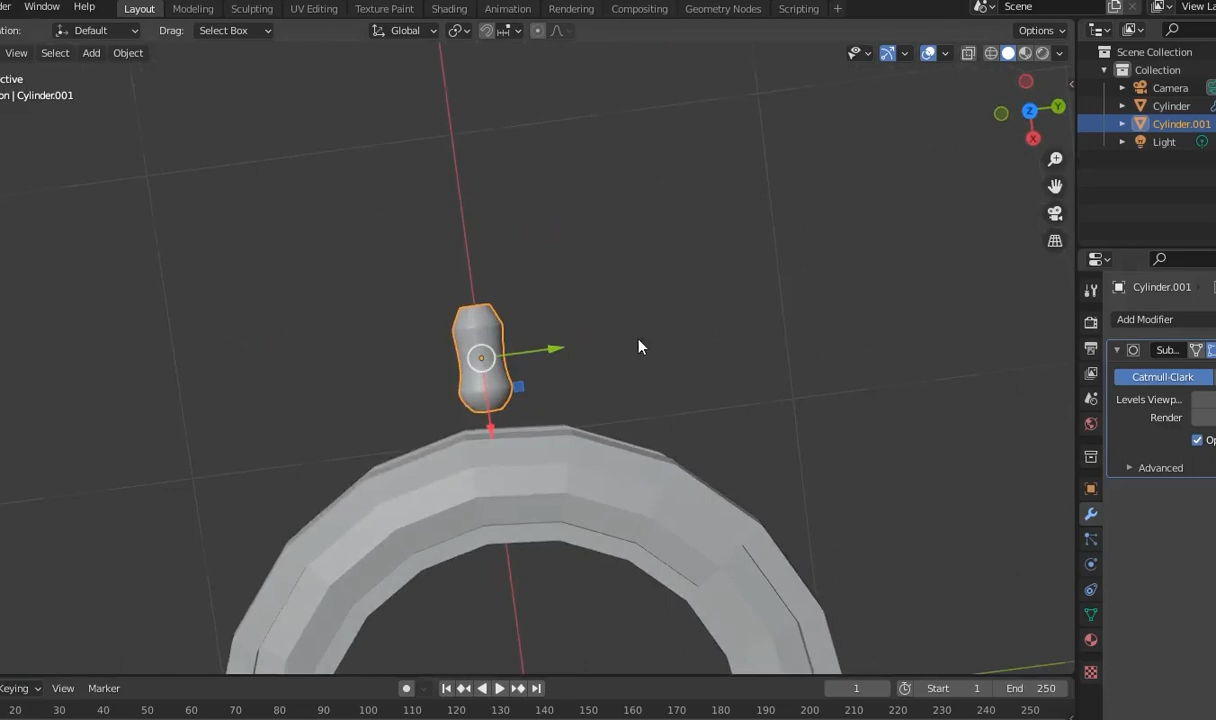 der Window Help Layout Modeling Sculpting UV Editing Texture Paint Shading Animation Rendering Compositing Geometry Nodes Scripting + Scene View La
on: Default Drag: Select Box Global Options
View Select Add Object
ctive
on | Cylinder.001
Scene Collection
Collection
Camera
Cylinder
Cylinder.001
Light
Z Y X
Cylinder.001
Add Modifier
Sub...
Catmull-Clark
Levels Viewp...
Render
Op
Advanced
Keying View Marker 1 Start 1 End 250
20 30 40 50 60 70 80 90 100 110 120 130 140 150 160 170 180 190 200 210 220 230 240 250